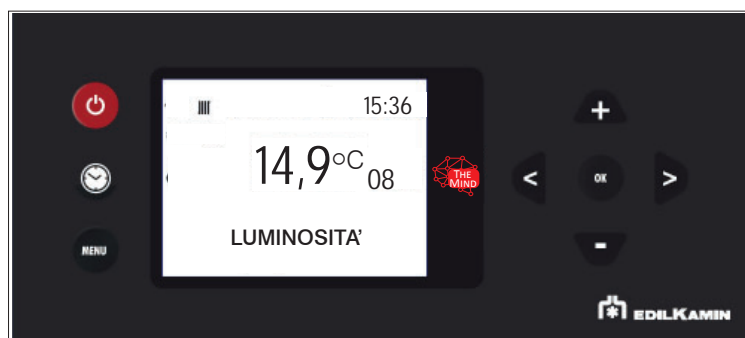 15:36
14,9°C 08
THE
MIND
OK
MENU
LUMINOSITA’
EDILKAMIN